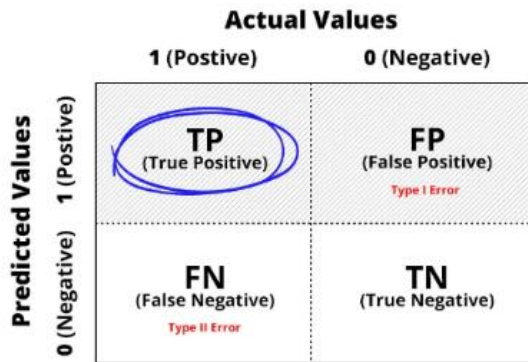 Actual Values
1 (Postive)
0 (Negative)
Predicted Values
1 (Postive)
TP
(True Positive)
FP
(False Positive)
Type I Error
0 (Negative)
FN
(False Negative)
Type II Error
TN
(True Negative)